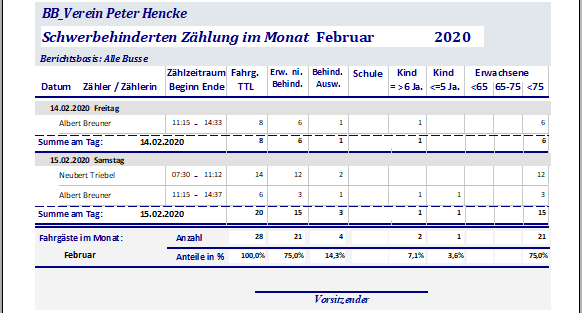 BB_Verein Peter Hencke
Schwerbehinderten Zählung im Monat Februar 2020
Berichtsbasis: Alle Busse
Zählzeitraum Fahrg. Erw. ni. Behind. Schule Kind Kind Erwachsene
Datum Zähler / Zählerin Beginn Ende TTL Behind. Ausw. = >6 Ja. <=5 Ja. <65 65-75 <75
14.02.2020 Freitag
Albert Breuner 11:15 - 14:33 8 6 1 1 6
Summe am Tag: 14.02.2020 8 6 1 1 6
15.02.2020 Samstag
Neubert Triebel 07:30 - 11:12 14 12 2 12
Albert Breuner 11:15 - 14:37 6 3 1 1 1 3
Summe am Tag: 15.02.2020 20 15 3 1 1 15
Fahrgäste im Monat: Anzahl 28 21 4 2 1 21
Februar Anteile in % 100,0% 75,0% 14,3% 7,1% 3,6% 75,0%
Vorsitzender